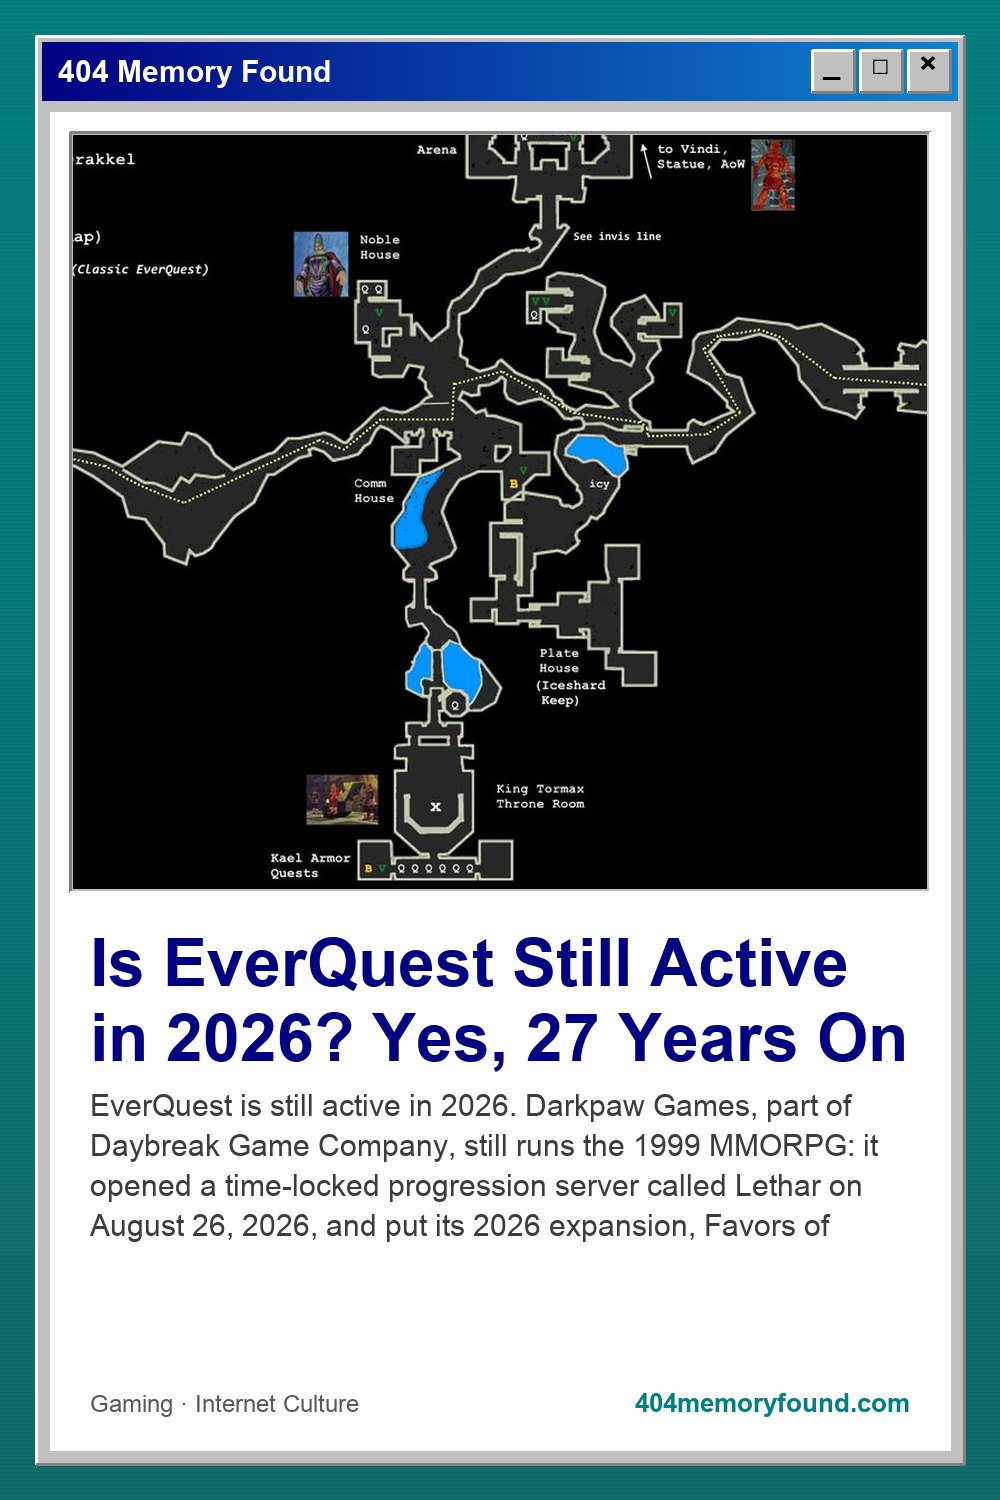 404 Memory Found
rakkel
Arena
to Vindi,
Statue, AoW
ap)
Noble
House
See invis line
(Classic EverQuest)
Q Q
V
Q
V V
Q
V
Comm
House
V
B
icy
Plate
House
(Iceshard
Keep)
Q
King Tormax
Throne Room
X
Kael Armor
Quests
B V Q Q Q Q Q Q
Is EverQuest Still Active
in 2026? Yes, 27 Years On
EverQuest is still active in 2026. Darkpaw Games, part of
Daybreak Game Company, still runs the 1999 MMORPG: it
opened a time-locked progression server called Lethar on
August 26, 2026, and put its 2026 expansion, Favors of
Gaming · Internet Culture
404memoryfound.com